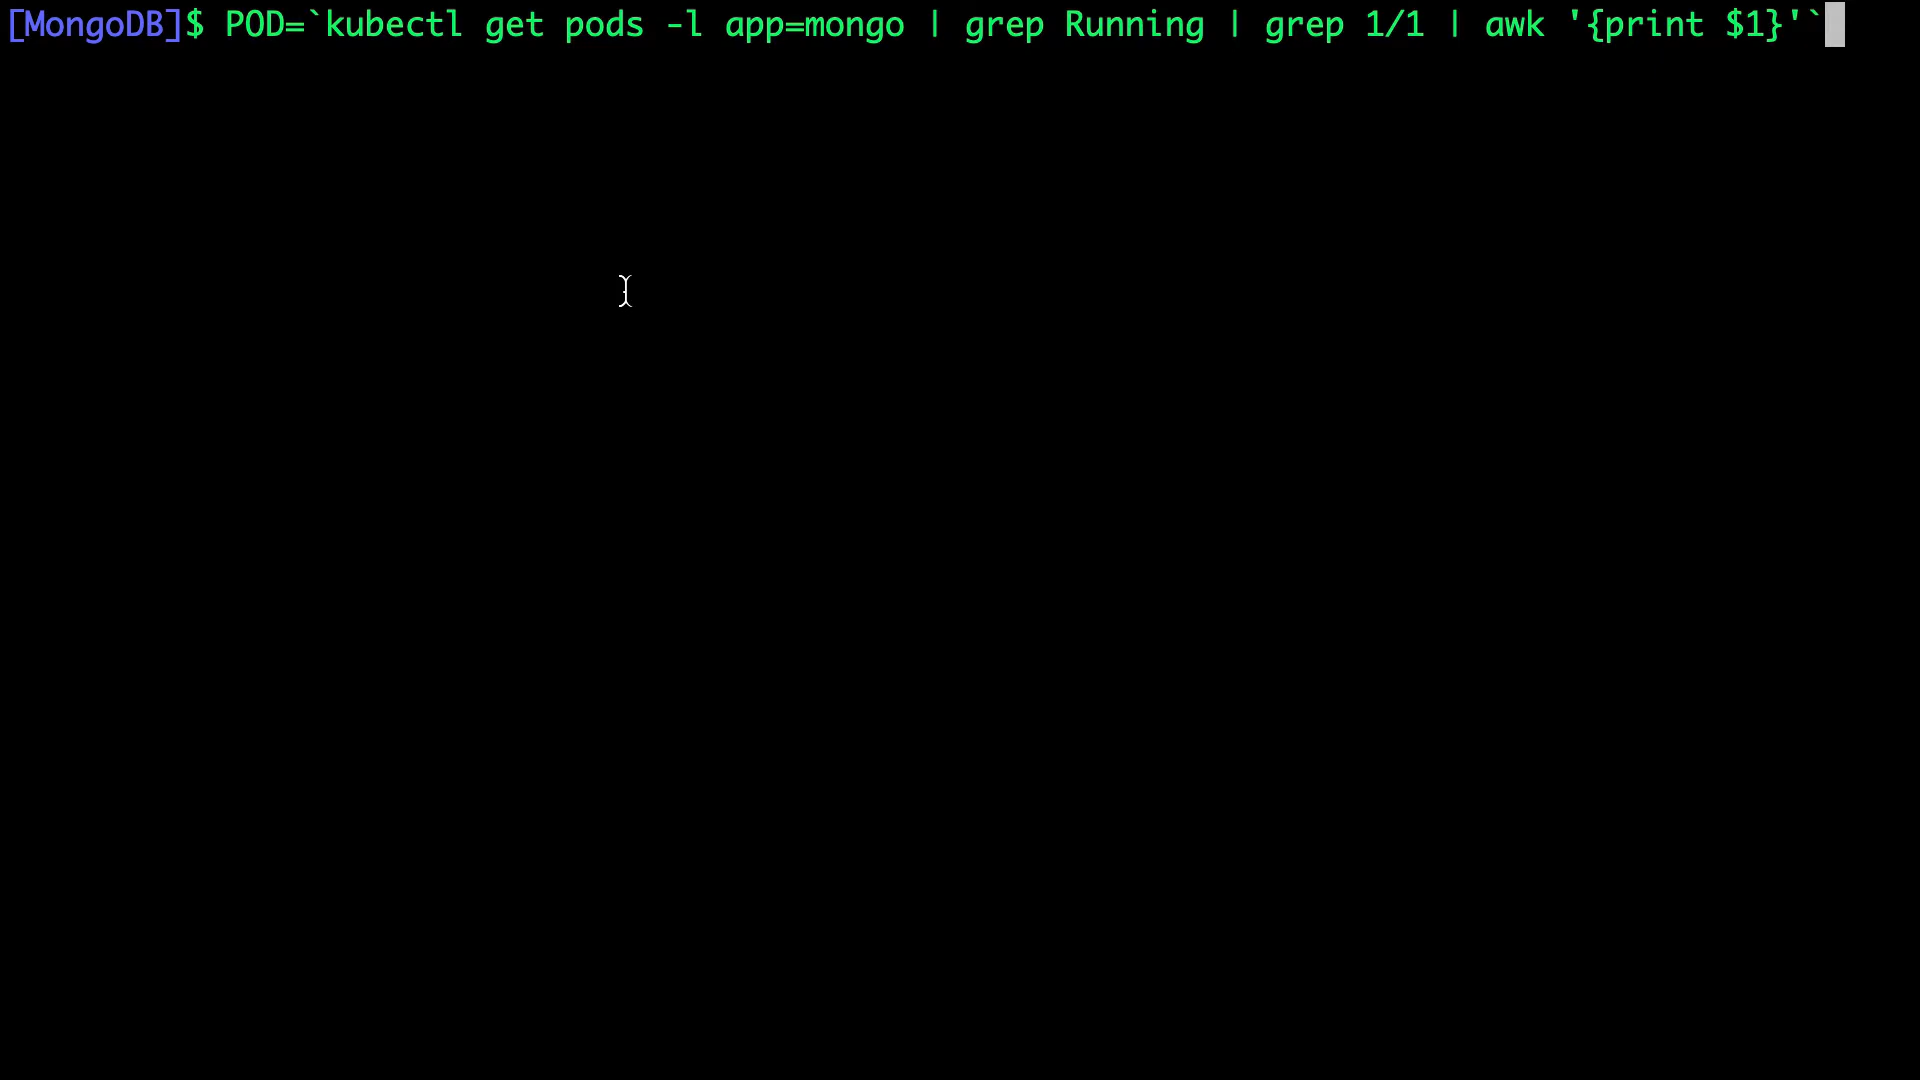 [MongoDB]$ POD=`kubectl get pods -l app=mongo | grep Running | grep 1/1 | awk '{print $1}'`